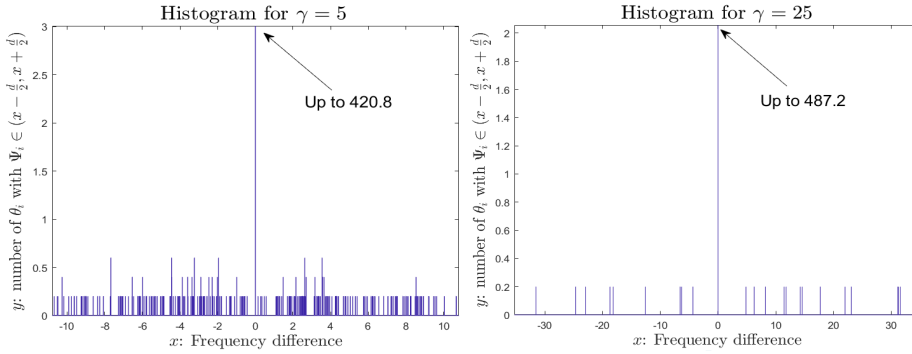 Histogram for γ = 5
y: number of θ_i with Ψ_i ∈ (x − d/2, x + d/2)
3
2.5
2
1.5
1
0.5
0
Up to 420.8
-10 -8 -6 -4 -2 0 2 4 6 8 10
x: Frequency difference
Histogram for γ = 25
y: number of θ_i with Ψ_i ∈ (x − d/2, x + d/2)
2
1.8
1.6
1.4
1.2
1
0.8
0.6
0.4
0.2
0
Up to 487.2
-30 -20 -10 0 10 20 30
x: Frequency difference